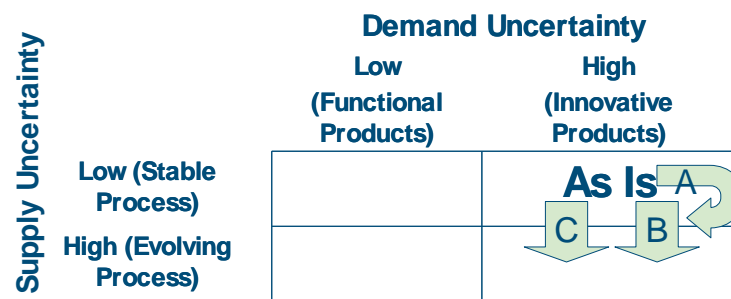 Demand Uncertainty
Low
(Functional
Products)
High
(Innovative
Products)
Supply Uncertainty
Low (Stable
Process)
As Is
A
C
B
High (Evolving
Process)